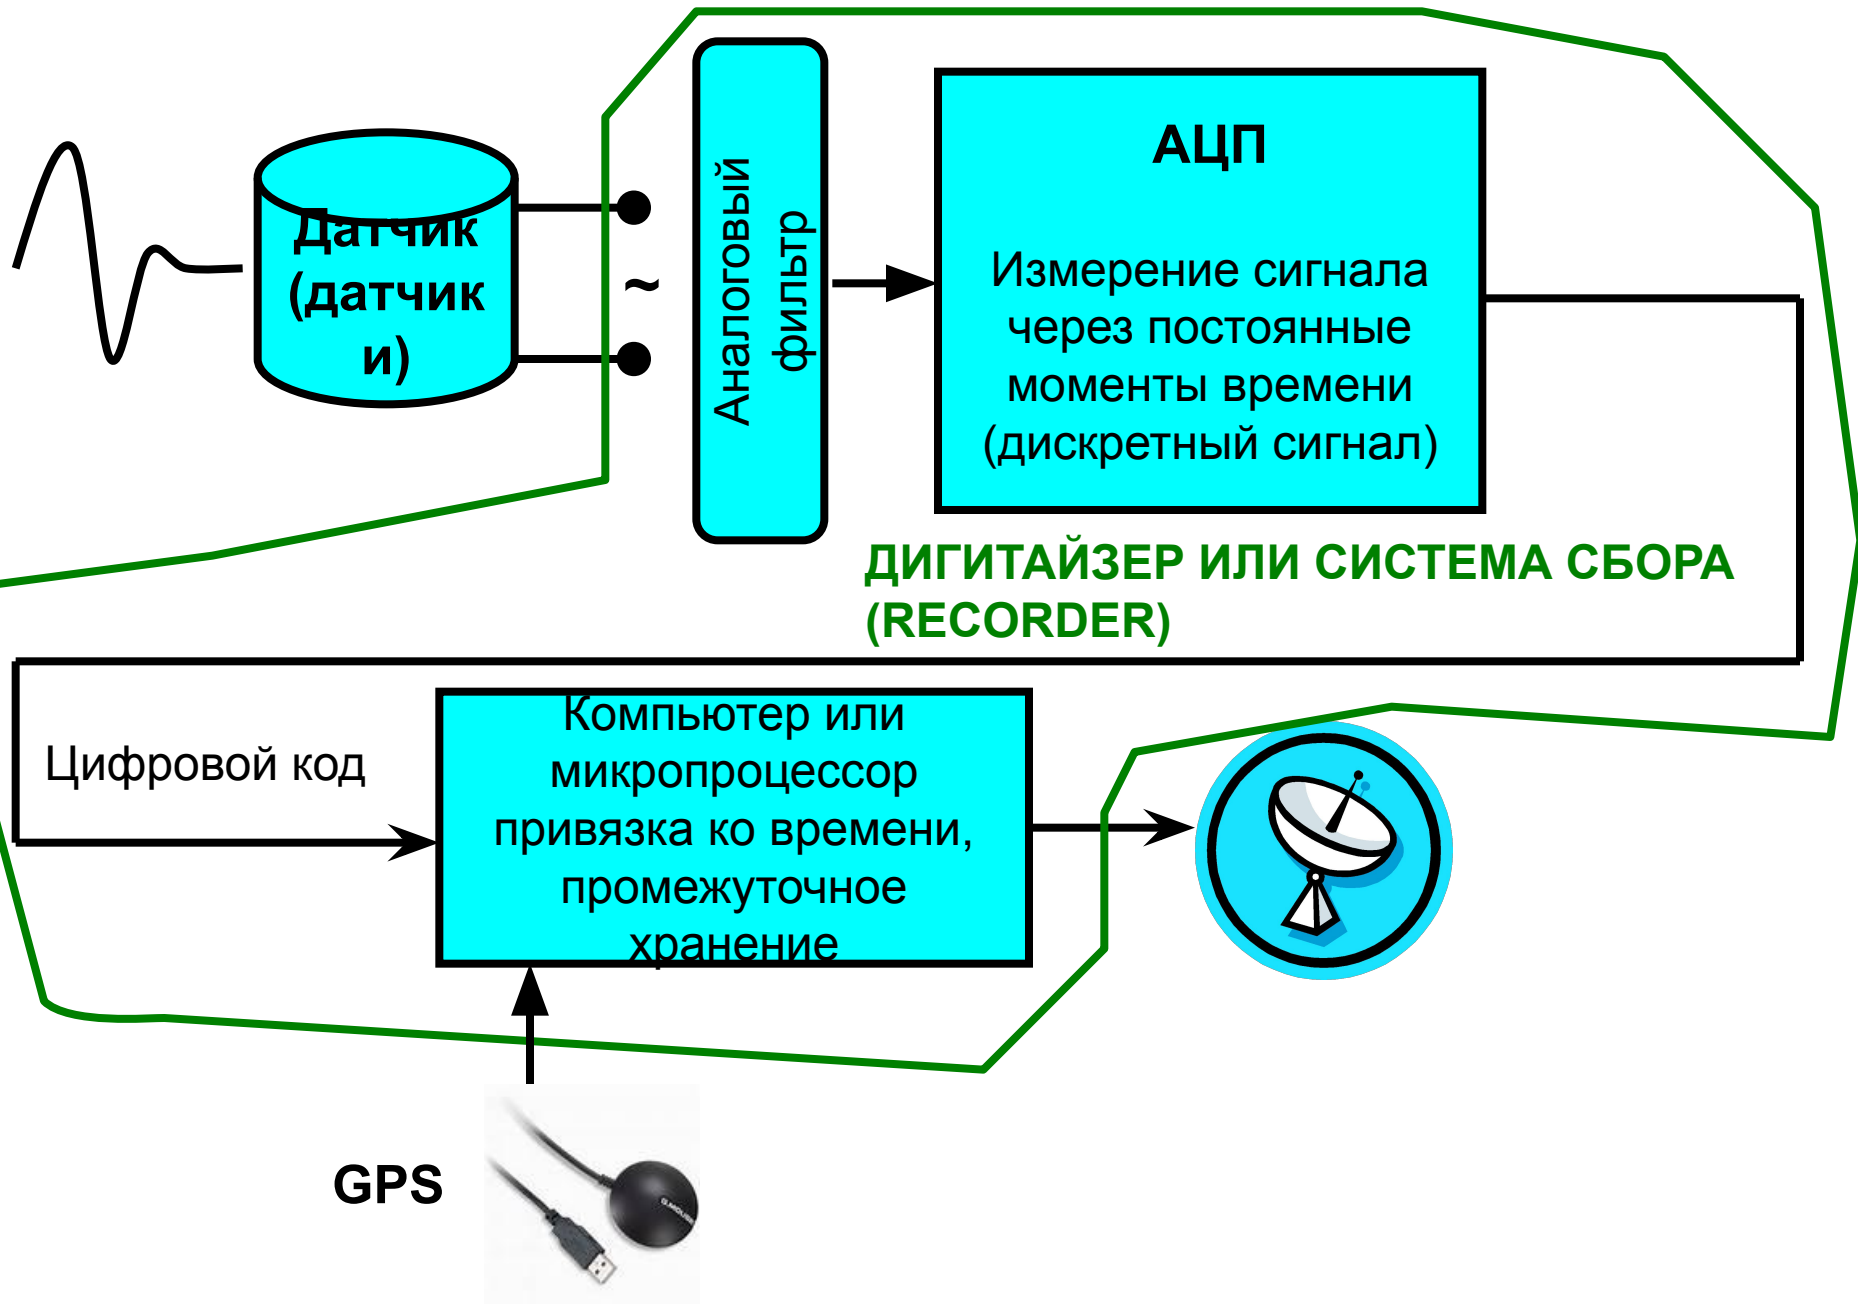 Датчик
(датчик
и)
~
Аналоговый
фильтр
АЦП
Измерение сигнала
через постоянные
моменты времени
(дискретный сигнал)
ДИГИТАЙЗЕР ИЛИ СИСТЕМА СБОРА
(RECORDER)
Цифровой код
Компьютер или
микропроцессор
привязка ко времени,
промежуточное
хранение
GPS